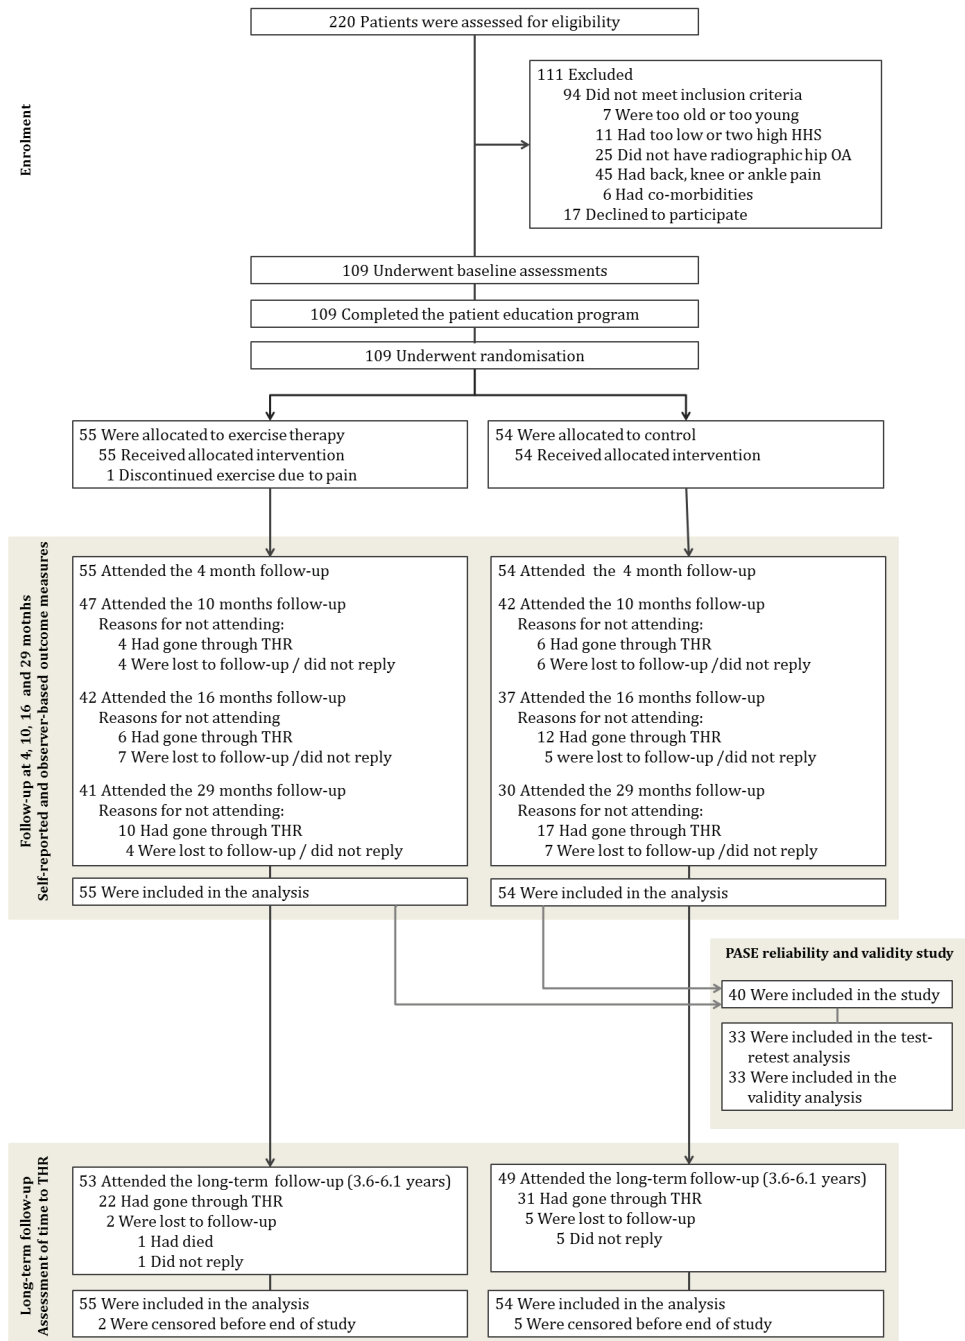 220 Patients were assessed for eligibility
Enrolment
111 Excluded
94 Did not meet inclusion criteria
7 Were too old or too young
11 Had too low or two high HHS
25 Did not have radiographic hip OA
45 Had back, knee or ankle pain
6 Had co-morbidities
17 Declined to participate
109 Underwent baseline assessments
109 Completed the patient education program
109 Underwent randomisation
55 Were allocated to exercise therapy
55 Received allocated intervention
1 Discontinued exercise due to pain
54 Were allocated to control
54 Received allocated intervention
Follow-up at 4, 10, 16 and 29 motnhs
Self-reported and observer-based outcome measures
55 Attended the 4 month follow-up
47 Attended the 10 months follow-up
Reasons for not attending:
4 Had gone through THR
4 Were lost to follow-up / did not reply
42 Attended the 16 months follow-up
Reasons for not attending
6 Had gone through THR
7 Were lost to follow-up /did not reply
41 Attended the 29 months follow-up
Reasons for not attending:
10 Had gone through THR
4 Were lost to follow-up / did not reply
54 Attended the 4 month follow-up
42 Attended the 10 months follow-up
Reasons for not attending:
6 Had gone through THR
6 Were lost to follow-up /did not reply
37 Attended the 16 months follow-up
Reasons for not attending:
12 Had gone through THR
5 were lost to follow-up /did not reply
30 Attended the 29 months follow-up
Reasons for not attending:
17 Had gone through THR
7 Were lost to follow-up /did not reply
55 Were included in the analysis
54 Were included in the analysis
PASE reliability and validity study
40 Were included in the study
33 Were included in the test-
retest analysis
33 Were included in the
validity analysis
Long-term follow-up
Assessment of time to THR
53 Attended the long-term follow-up (3.6-6.1 years)
22 Had gone through THR
2 Were lost to follow-up
1 Had died
1 Did not reply
49 Attended the long-term follow-up (3.6-6.1 years)
31 Had gone through THR
5 Were lost to follow-up
5 Did not reply
55 Were included in the analysis
2 Were censored before end of study
54 Were included in the analysis
5 Were censored before end of study